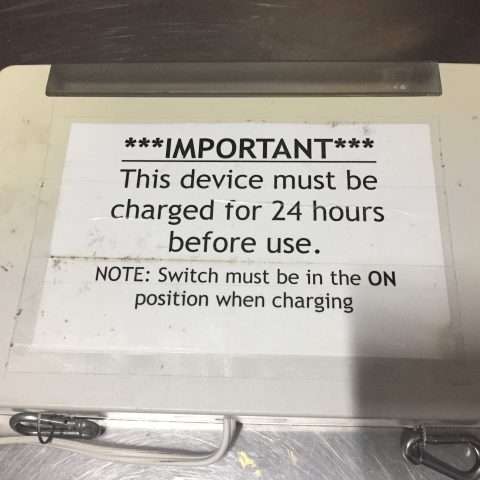 ***IMPORTANT***
This device must be
charged for 24 hours
before use.
NOTE: Switch must be in the ON
position when charging